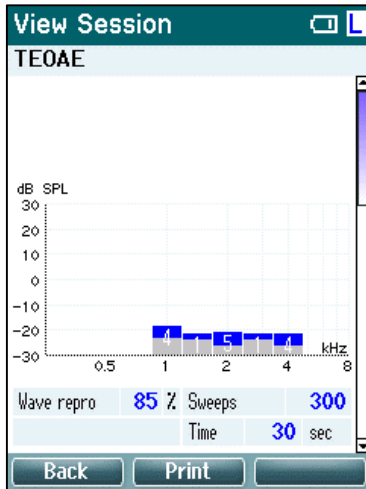 View Session L
TEOAE
dB SPL
30
20
10
0
-10
-20
-30
4 1 5 1 4
kHz
0.5 1 2 4 8
Wave repro 85 % Sweeps 300
Time 30 sec
Back Print